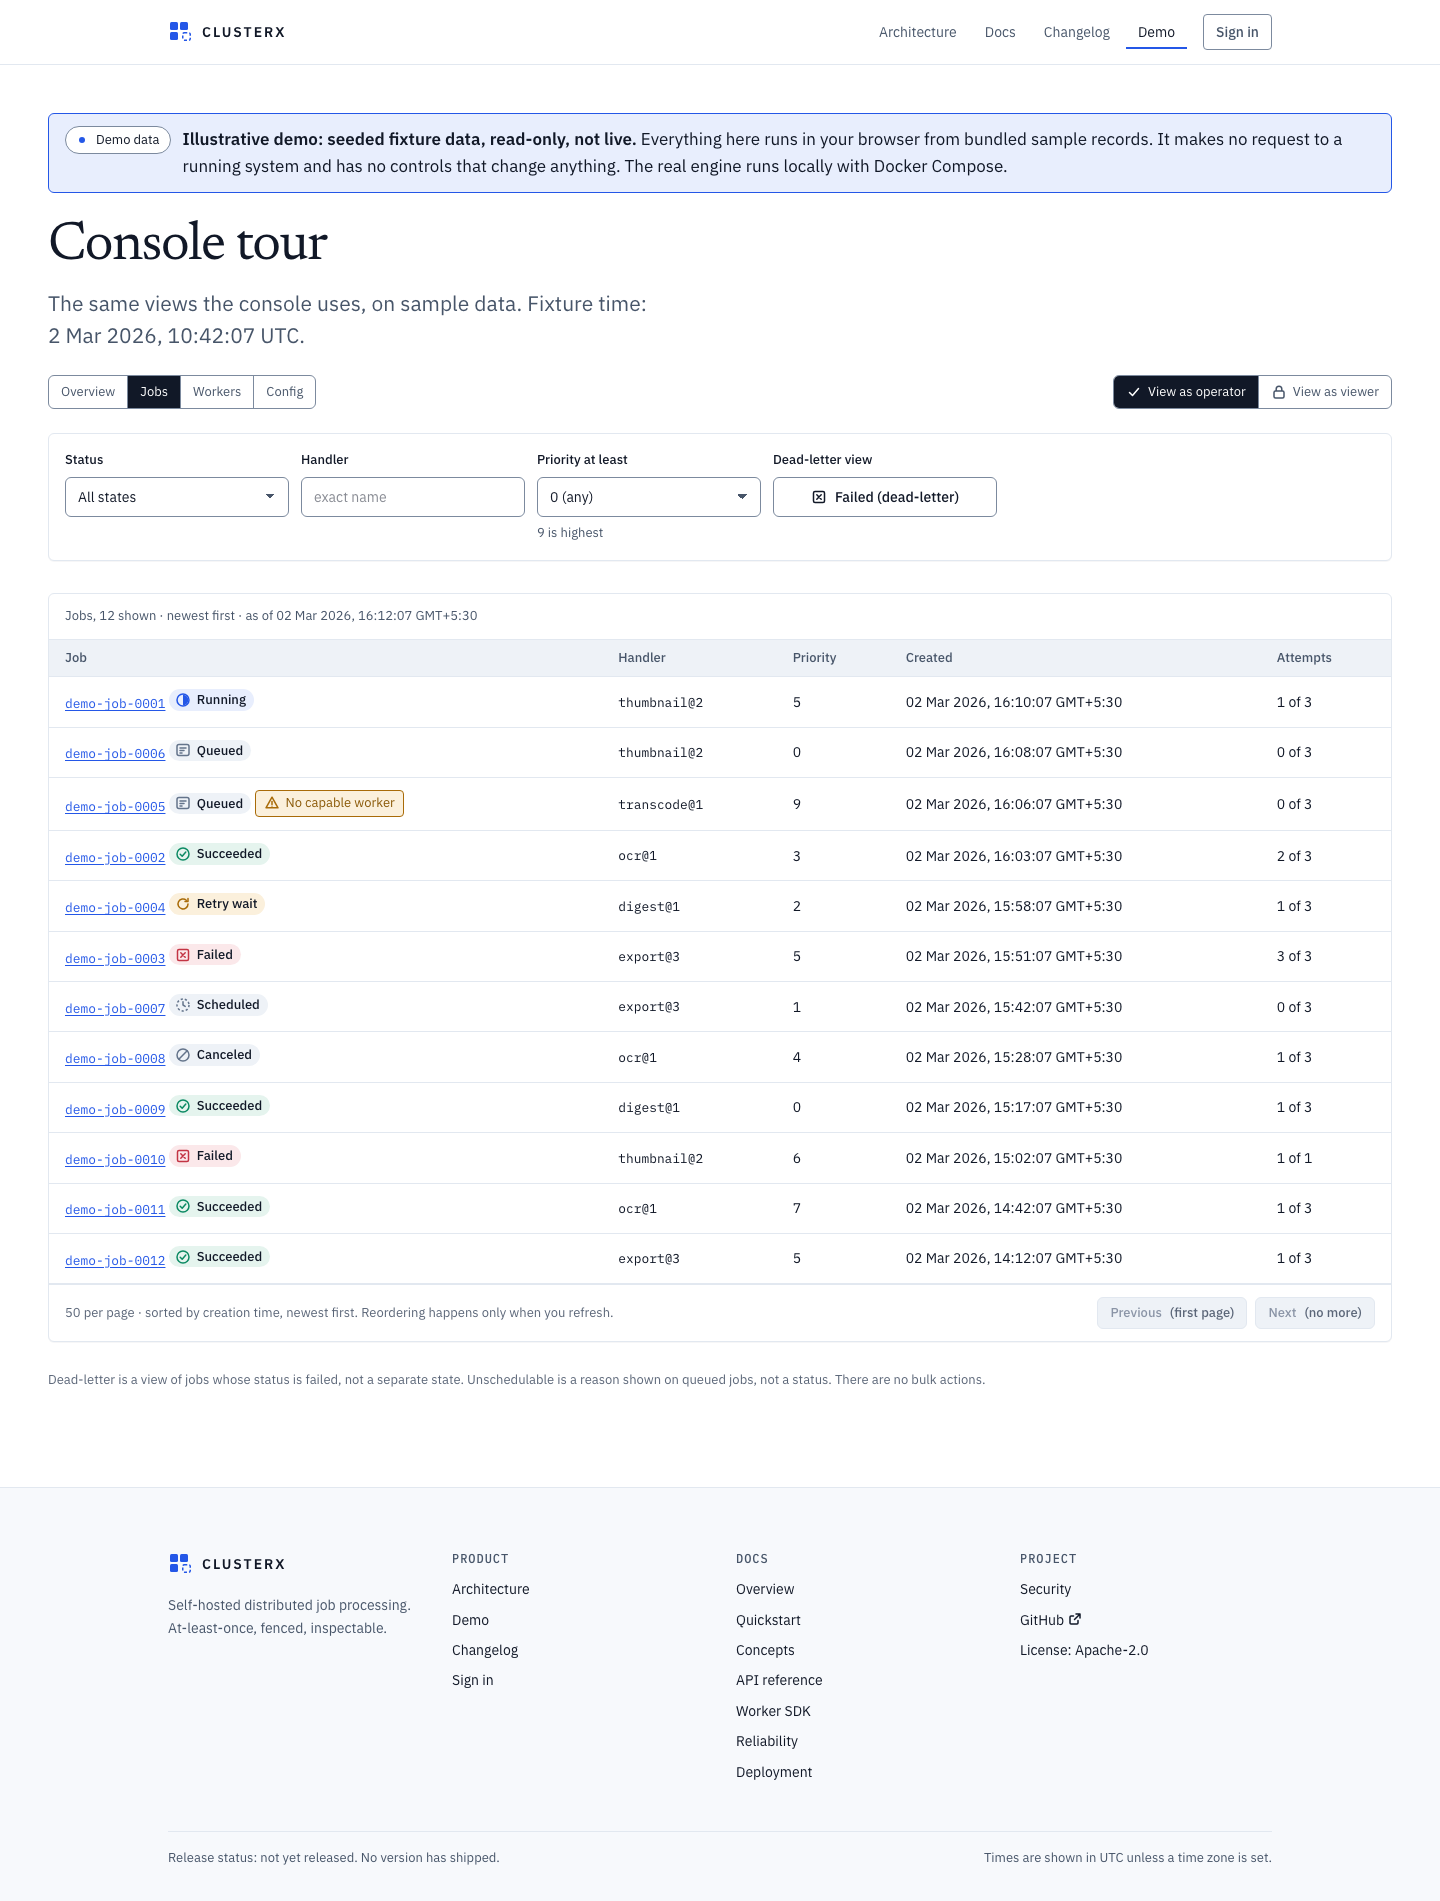 CLUSTERX
Architecture Docs Changelog Demo Sign in
Demo data
Illustrative demo: seeded fixture data, read-only, not live. Everything here runs in your browser from bundled sample records. It makes no request to a
running system and has no controls that change anything. The real engine runs locally with Docker Compose.
Console tour
The same views the console uses, on sample data. Fixture time:
2 Mar 2026, 10:42:07 UTC.
Overview Jobs Workers Config
View as operator View as viewer
Status Handler Priority at least Dead-letter view
All states exact name 0 (any) Failed (dead-letter)
9 is highest
Jobs, 12 shown · newest first · as of 02 Mar 2026, 16:12:07 GMT+5:30
Job Handler Priority Created Attempts
demo-job-0001 Running thumbnail@2 5 02 Mar 2026, 16:10:07 GMT+5:30 1 of 3
demo-job-0006 Queued thumbnail@2 0 02 Mar 2026, 16:08:07 GMT+5:30 0 of 3
demo-job-0005 Queued No capable worker transcode@1 9 02 Mar 2026, 16:06:07 GMT+5:30 0 of 3
demo-job-0002 Succeeded ocr@1 3 02 Mar 2026, 16:03:07 GMT+5:30 2 of 3
demo-job-0004 Retry wait digest@1 2 02 Mar 2026, 15:58:07 GMT+5:30 1 of 3
demo-job-0003 Failed export@3 5 02 Mar 2026, 15:51:07 GMT+5:30 3 of 3
demo-job-0007 Scheduled export@3 1 02 Mar 2026, 15:42:07 GMT+5:30 0 of 3
demo-job-0008 Canceled ocr@1 4 02 Mar 2026, 15:28:07 GMT+5:30 1 of 3
demo-job-0009 Succeeded digest@1 0 02 Mar 2026, 15:17:07 GMT+5:30 1 of 3
demo-job-0010 Failed thumbnail@2 6 02 Mar 2026, 15:02:07 GMT+5:30 1 of 1
demo-job-0011 Succeeded ocr@1 7 02 Mar 2026, 14:42:07 GMT+5:30 1 of 3
demo-job-0012 Succeeded export@3 5 02 Mar 2026, 14:12:07 GMT+5:30 1 of 3
50 per page · sorted by creation time, newest first. Reordering happens only when you refresh.
Previous (first page) Next (no more)
Dead-letter is a view of jobs whose status is failed, not a separate state. Unschedulable is a reason shown on queued jobs, not a status. There are no bulk actions.
CLUSTERX
Self-hosted distributed job processing.
At-least-once, fenced, inspectable.
PRODUCT
Architecture
Demo
Changelog
Sign in
DOCS
Overview
Quickstart
Concepts
API reference
Worker SDK
Reliability
Deployment
PROJECT
Security
GitHub
License: Apache-2.0
Release status: not yet released. No version has shipped.
Times are shown in UTC unless a time zone is set.